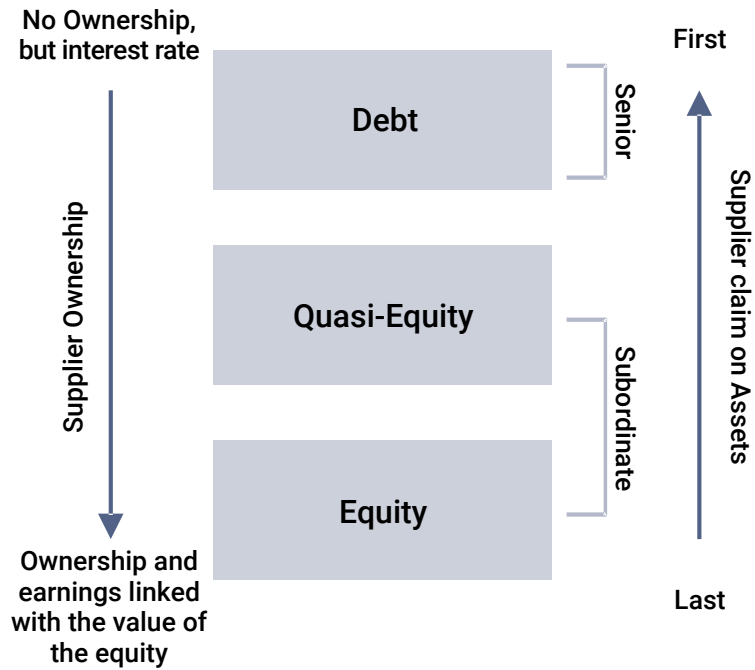 No Ownership,
but interest rate
First
Debt
Senior
Supplier Ownership
Supplier claim on Assets
Quasi-Equity
Subordinate
Equity
Ownership and
earnings linked
with the value of
the equity
Last